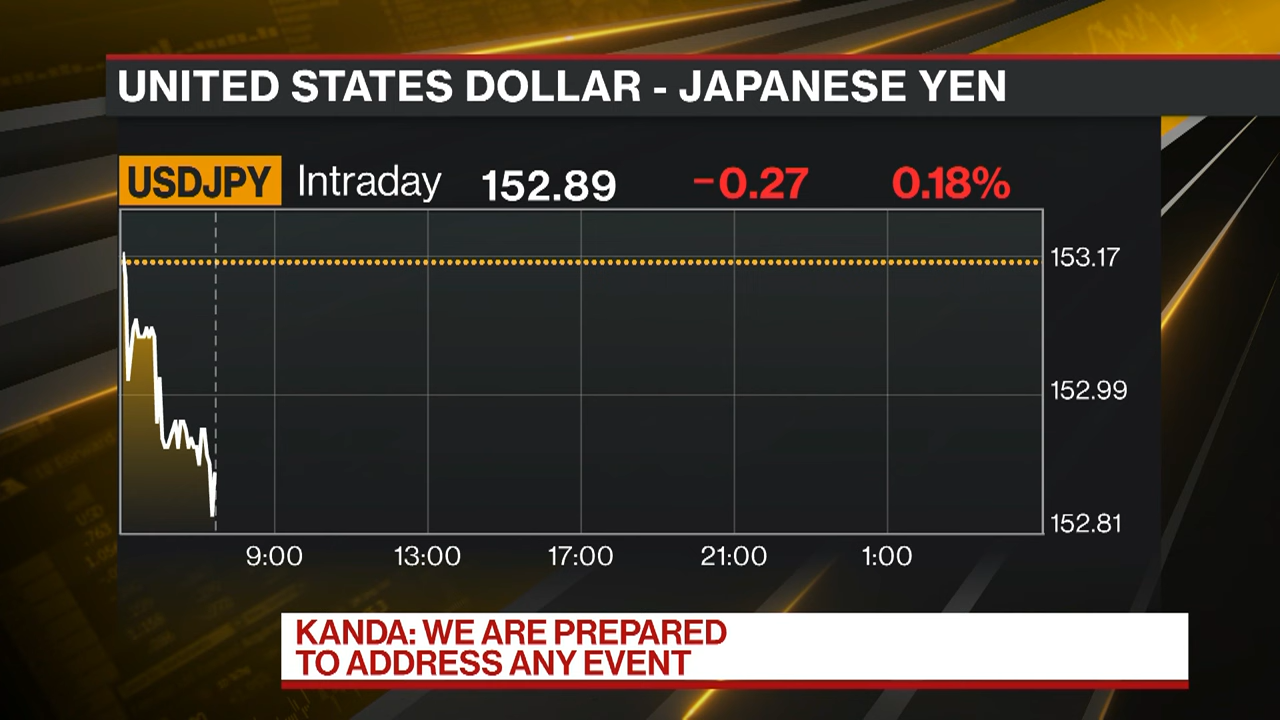 UNITED STATES DOLLAR - JAPANESE YEN
USDJPY Intraday 152.89 −0.27 0.18%
153.17
152.99
152.81
9:00 13:00 17:00 21:00 1:00
KANDA: WE ARE PREPARED
TO ADDRESS ANY EVENT